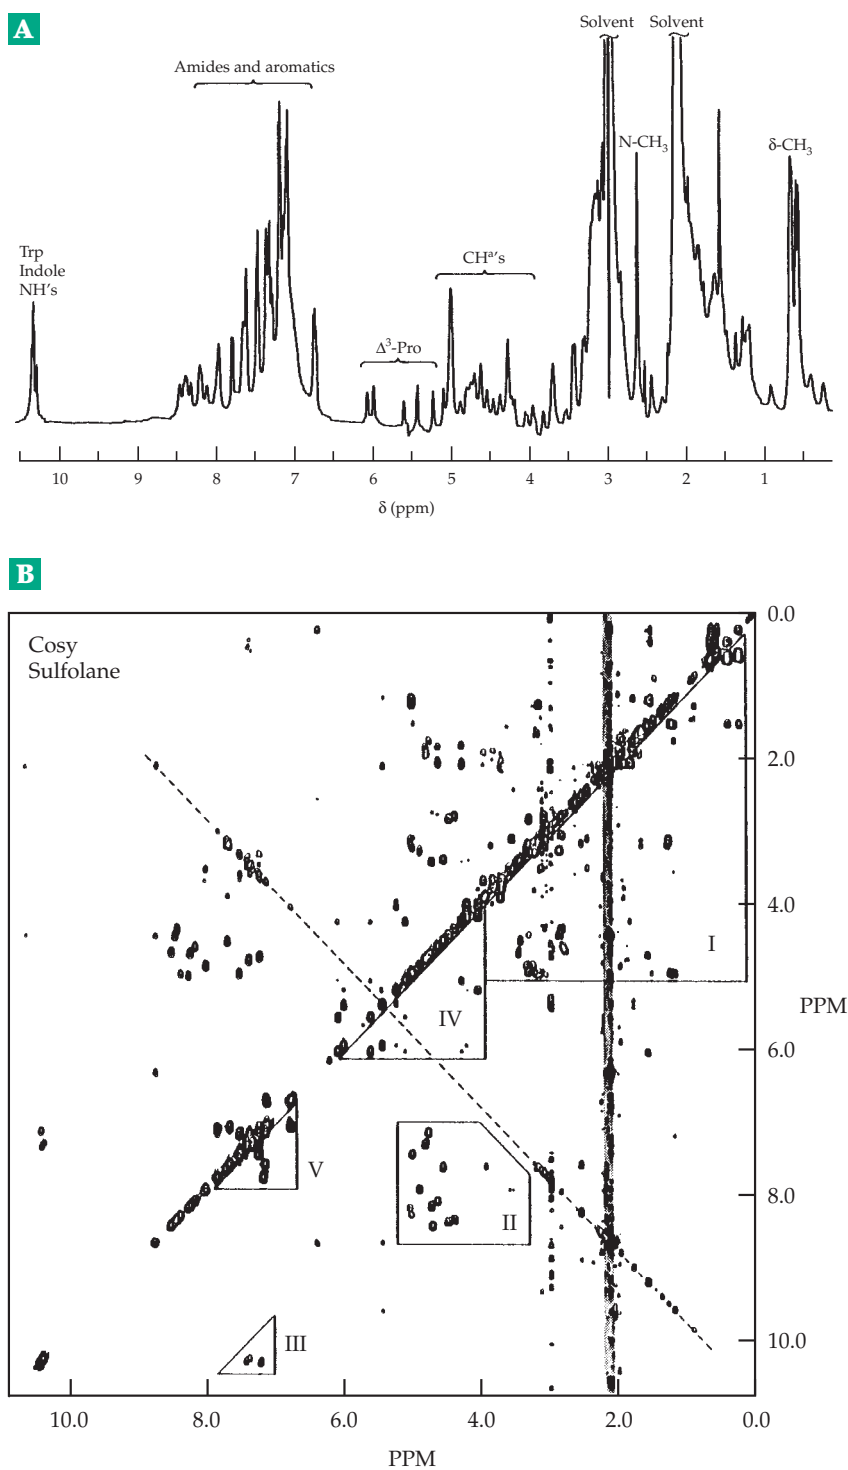 A
Solvent Solvent
Amides and aromatics
N-CH₃
δ-CH₃
Trp
Indole
NH's
CHᵃ's
Δ³-Pro
10 9 8 7 6 5 4 3 2 1
δ (ppm)
B
Cosy
Sulfolane
0.0
2.0
4.0
I
PPM
IV
6.0
V
8.0
II
III
10.0
10.0 8.0 6.0 4.0 2.0 0.0
PPM